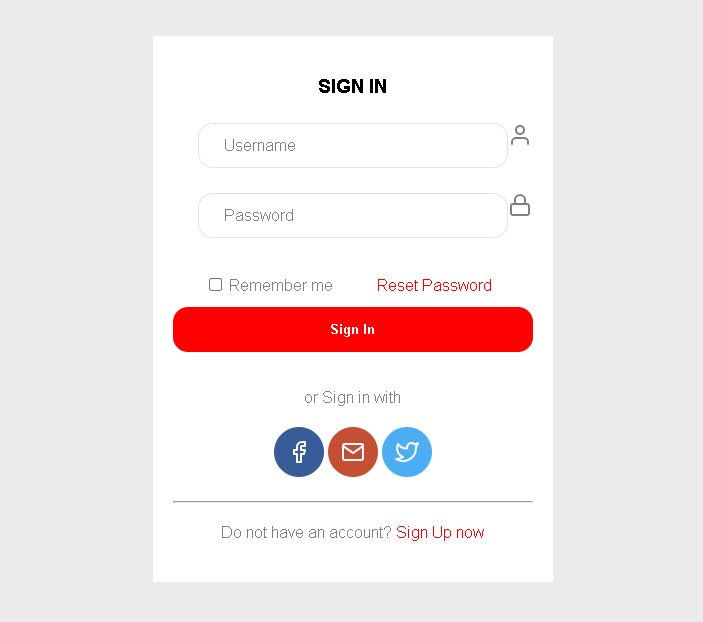 SIGN IN
Username
Password
Remember me Reset Password
Sign In
or Sign in with
Do not have an account? Sign Up now